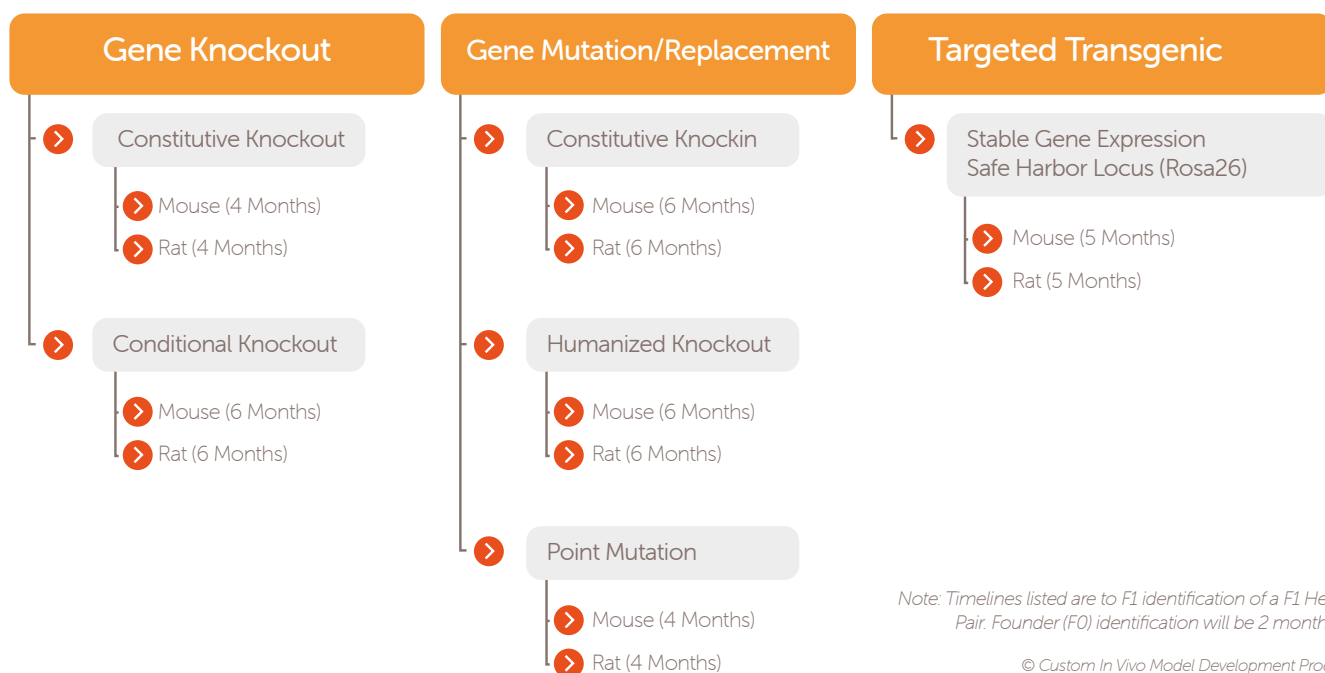 Gene Knockout
Constitutive Knockout
Mouse (4 Months)
Rat (4 Months)
Conditional Knockout
Mouse (6 Months)
Rat (6 Months)
Gene Mutation/Replacement
Constitutive Knockin
Mouse (6 Months)
Rat (6 Months)
Humanized Knockout
Mouse (6 Months)
Rat (6 Months)
Point Mutation
Mouse (4 Months)
Rat (4 Months)
Targeted Transgenic
Stable Gene Expression
Safe Harbor Locus (Rosa26)
Mouse (5 Months)
Rat (5 Months)
Note: Timelines listed are to F1 identification of a F1
Pair. Founder (F0) identification will be 2
© Custom In Vivo Model Development